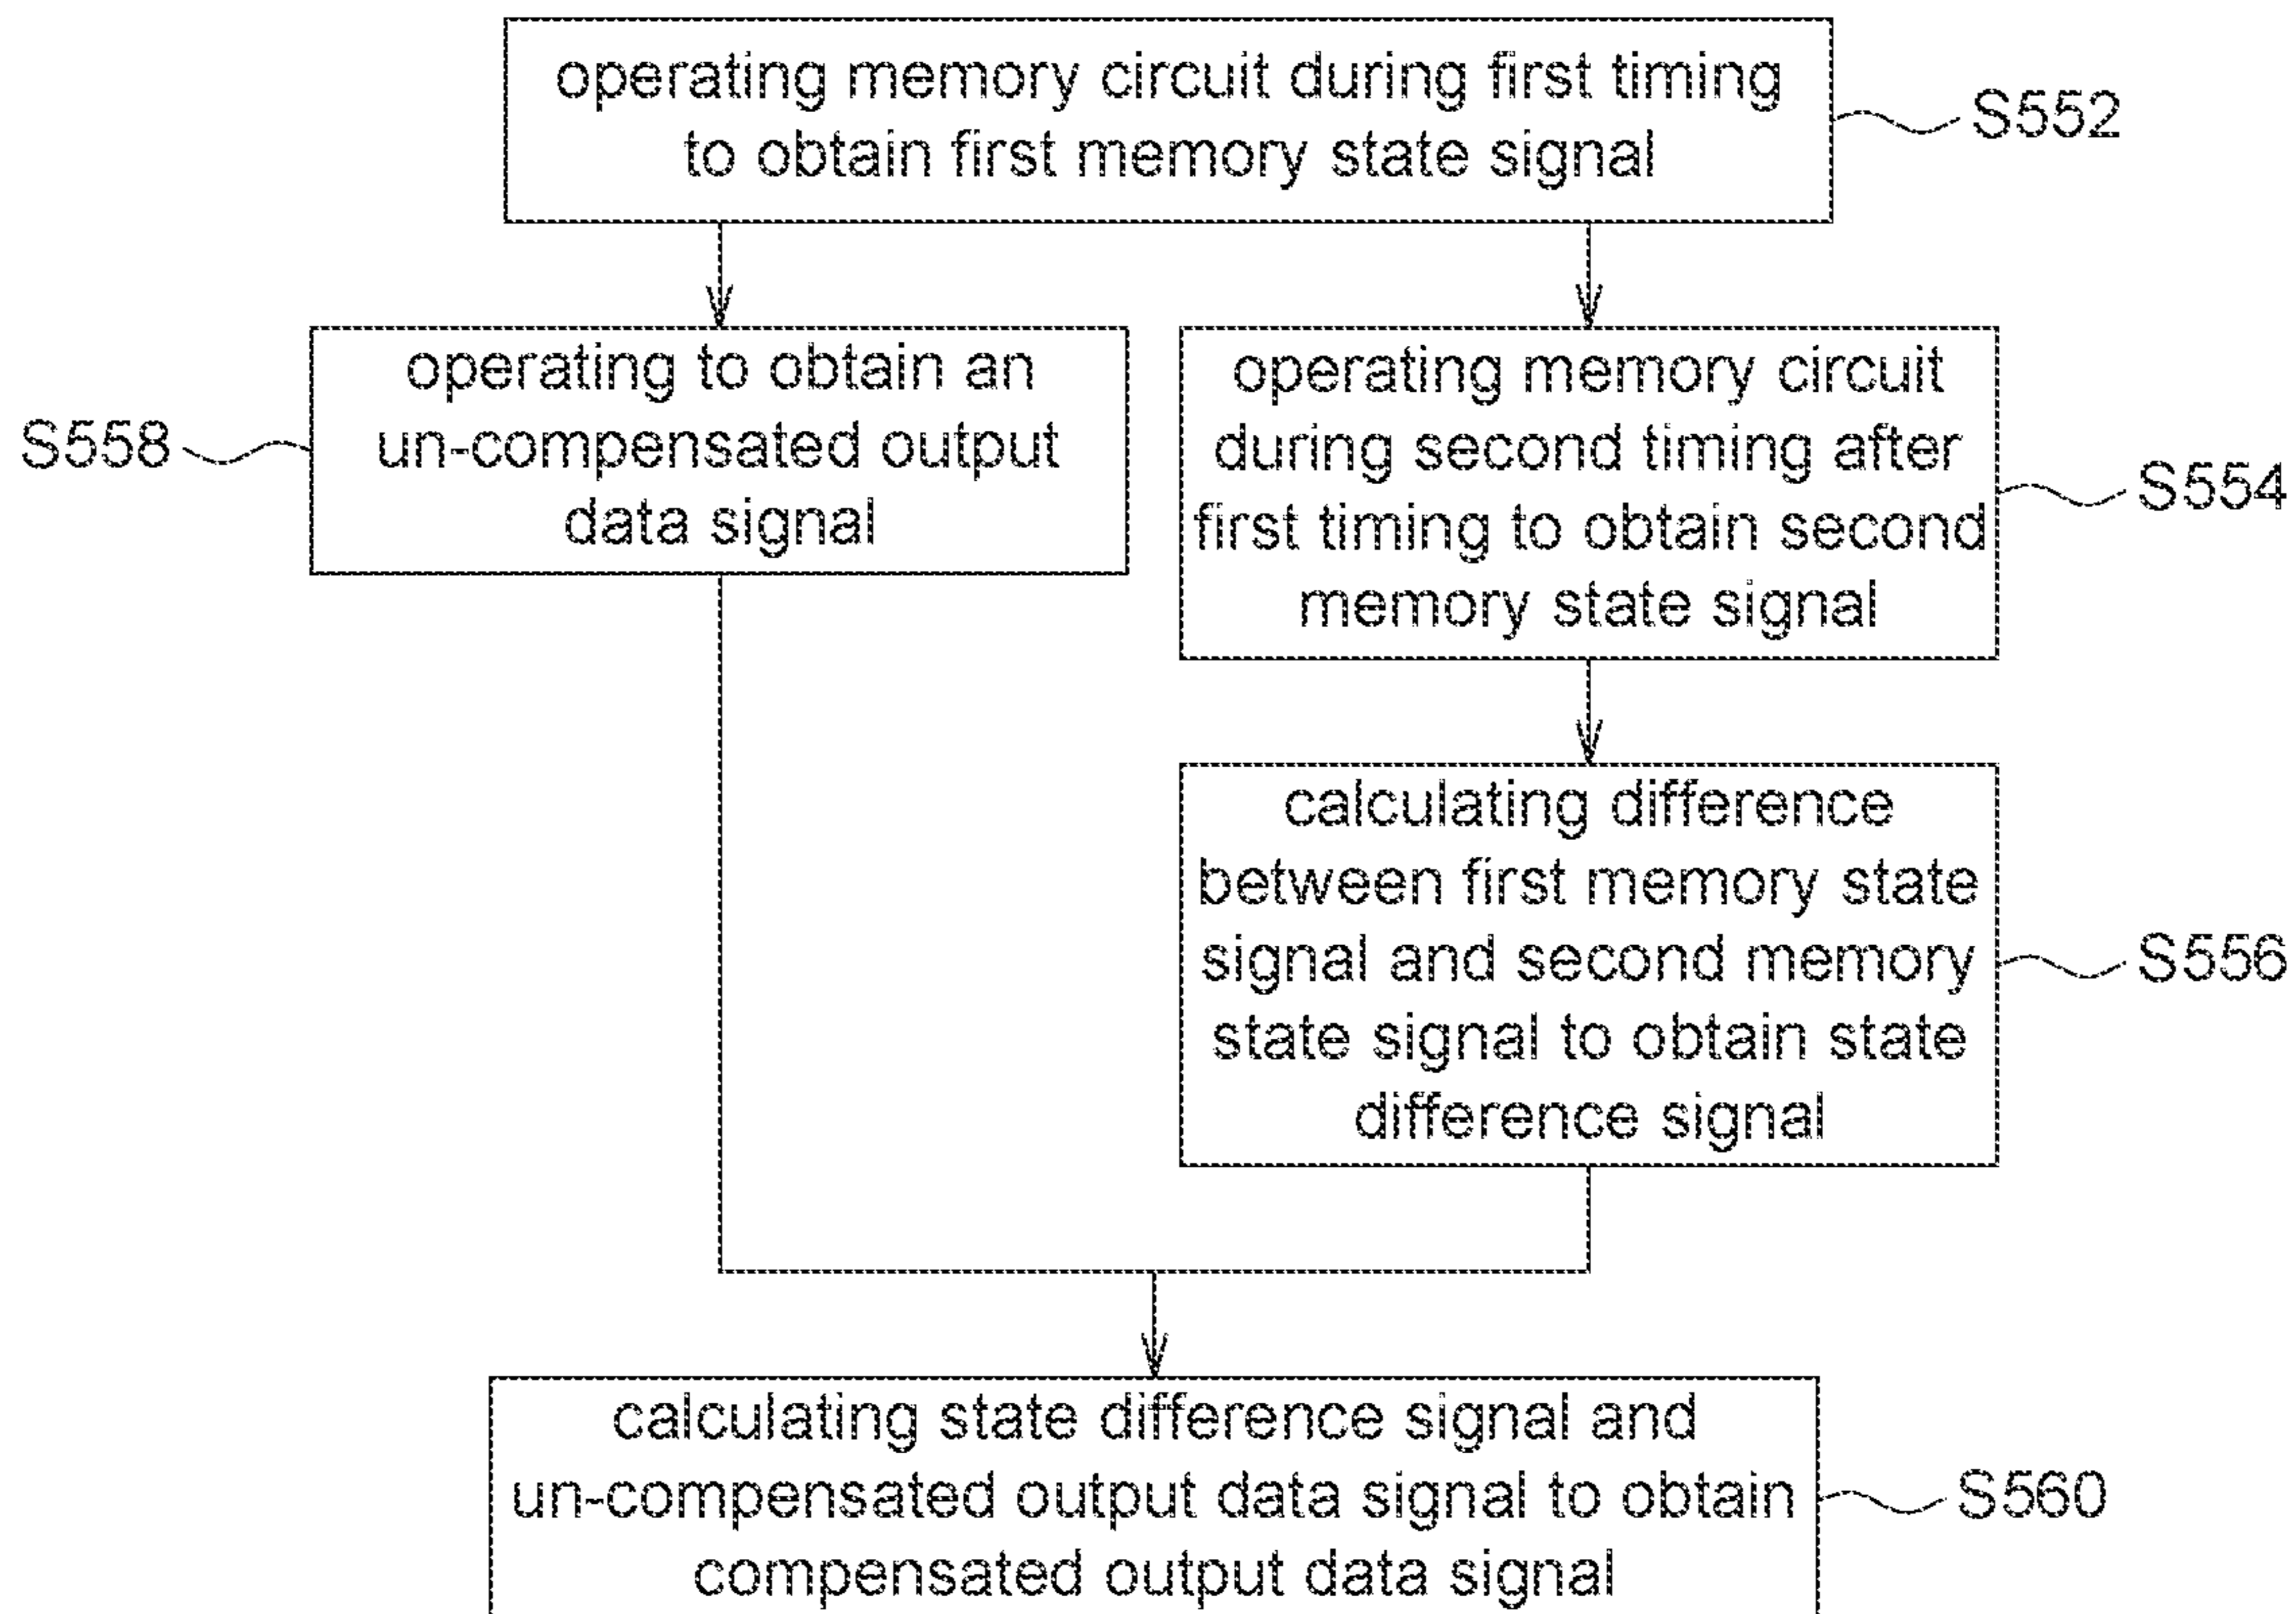 operating memory circuit during first timing
to obtain first memory state signal
S552
operating to obtain an
un-compensated output
data signal
S558
operating memory circuit
during second timing after
first timing to obtain second
memory state signal
S554
calculating difference
between first memory state
signal and second memory
state signal to obtain state
difference signal
S556
calculating state difference signal and
un-compensated output data signal to obtain
compensated output data signal
S560